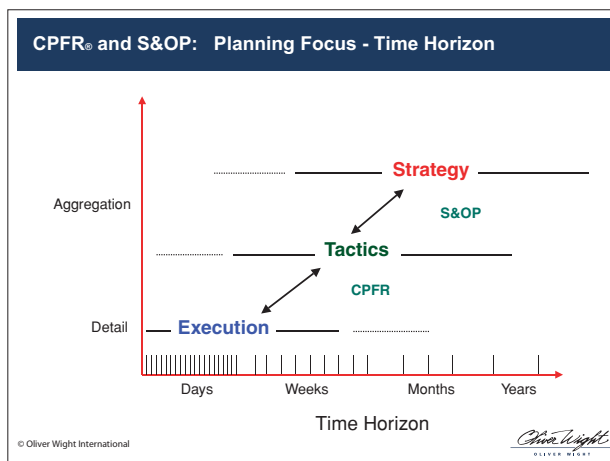 CPFR® and S&OP: Planning Focus - Time Horizon
Strategy
Aggregation
S&OP
Tactics
CPFR
Detail
Execution
Days Weeks Months Years
Time Horizon
© Oliver Wight International
Oliver Wight
OLIVER WIGHT